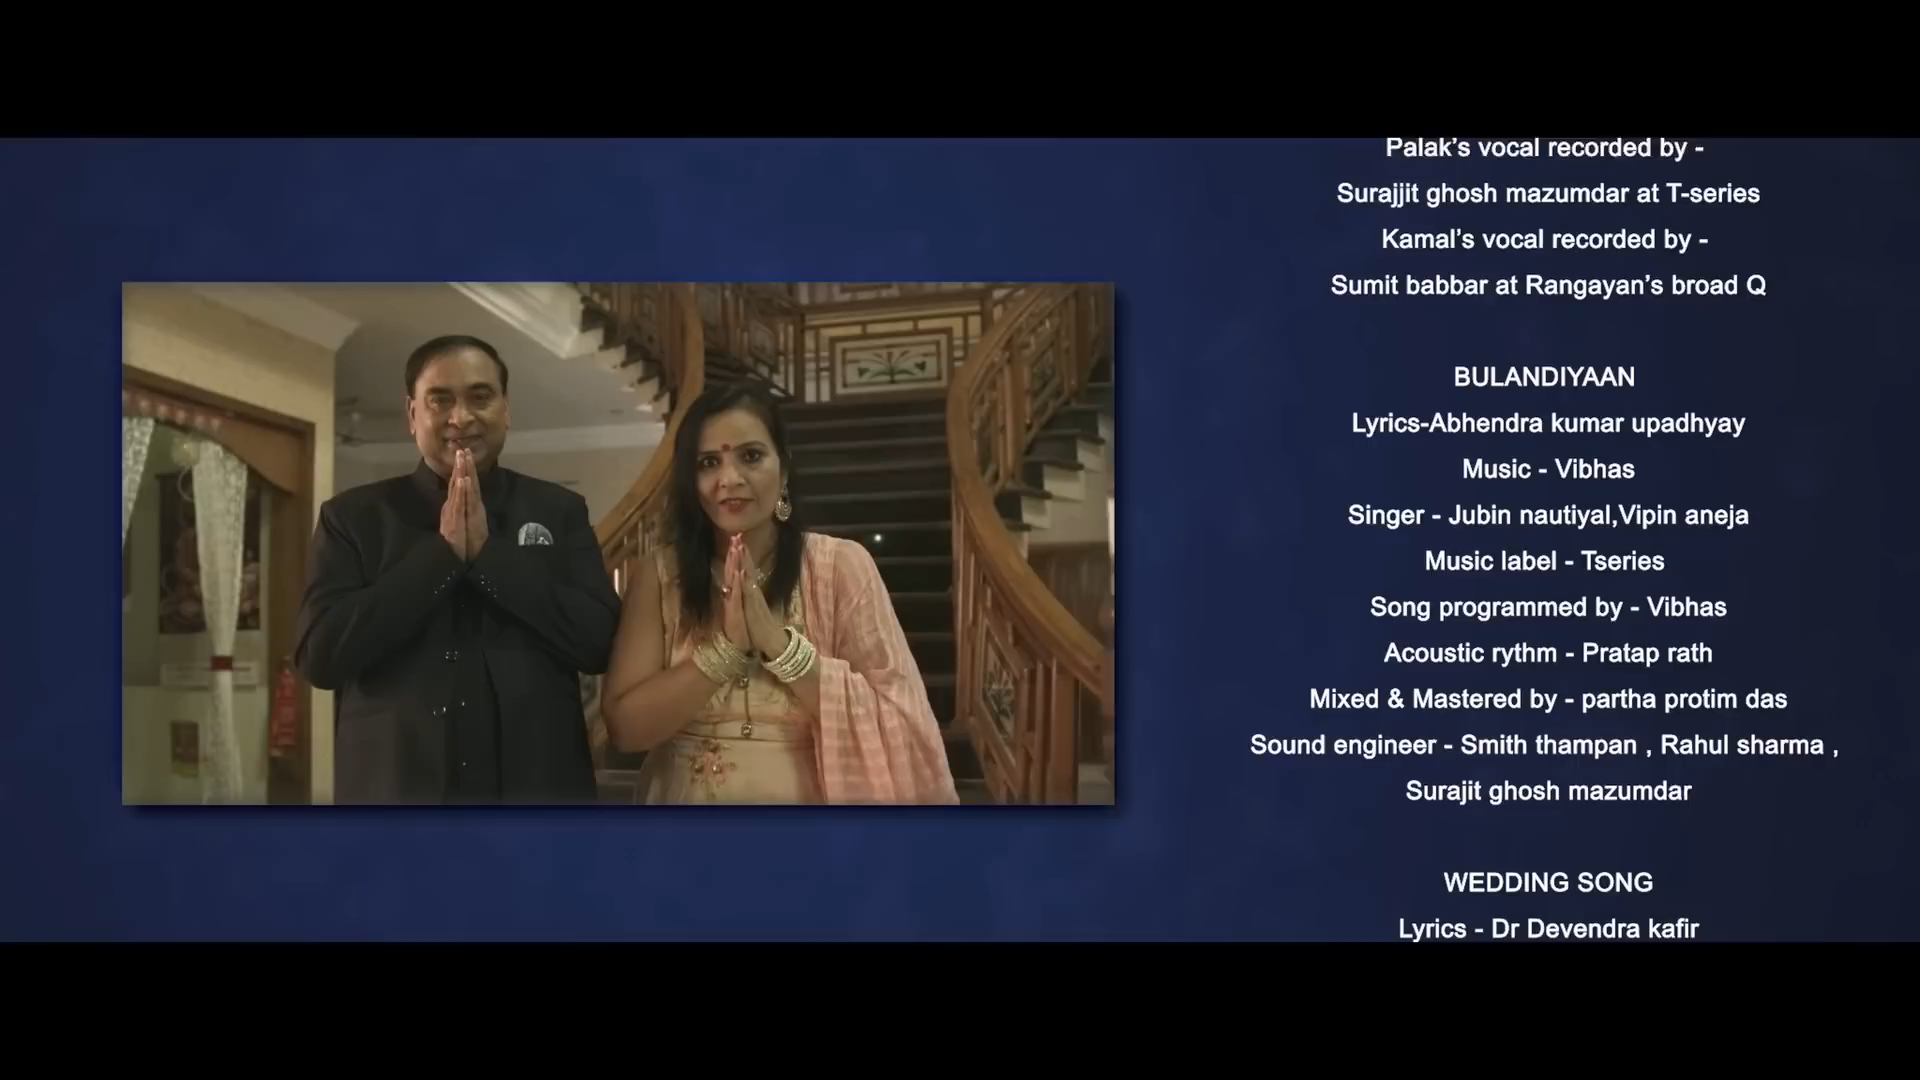 Palak’s vocal recorded by -
Surajjit ghosh mazumdar at T-series
Kamal’s vocal recorded by -
Sumit babbar at Rangayan’s broad Q
BULANDIYAAN
Lyrics-Abhendra kumar upadhyay
Music - Vibhas
Singer - Jubin nautiyal,Vipin aneja
Music label - Tseries
Song programmed by - Vibhas
Acoustic rythm - Pratap rath
Mixed & Mastered by - partha protim das
Sound engineer - Smith thampan , Rahul sharma ,
Surajit ghosh mazumdar
WEDDING SONG
Lyrics - Dr Devendra kafir